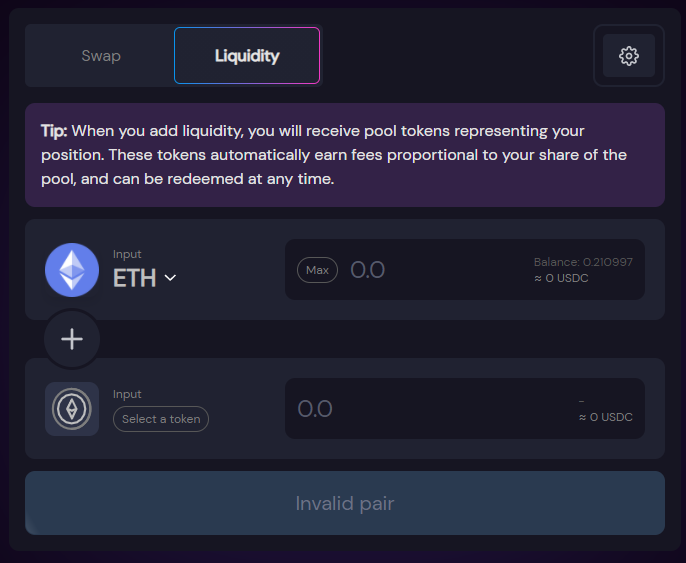 Swap
Liquidity
Tip: When you add liquidity, you will receive pool tokens representing your
position. These tokens automatically earn fees proportional to your share of the
pool, and can be redeemed at any time.
Input
ETH
Max
0.0
Balance: 0.210997
≈ 0 USDC
Input
Select a token
0.0
-
≈ 0 USDC
Invalid pair